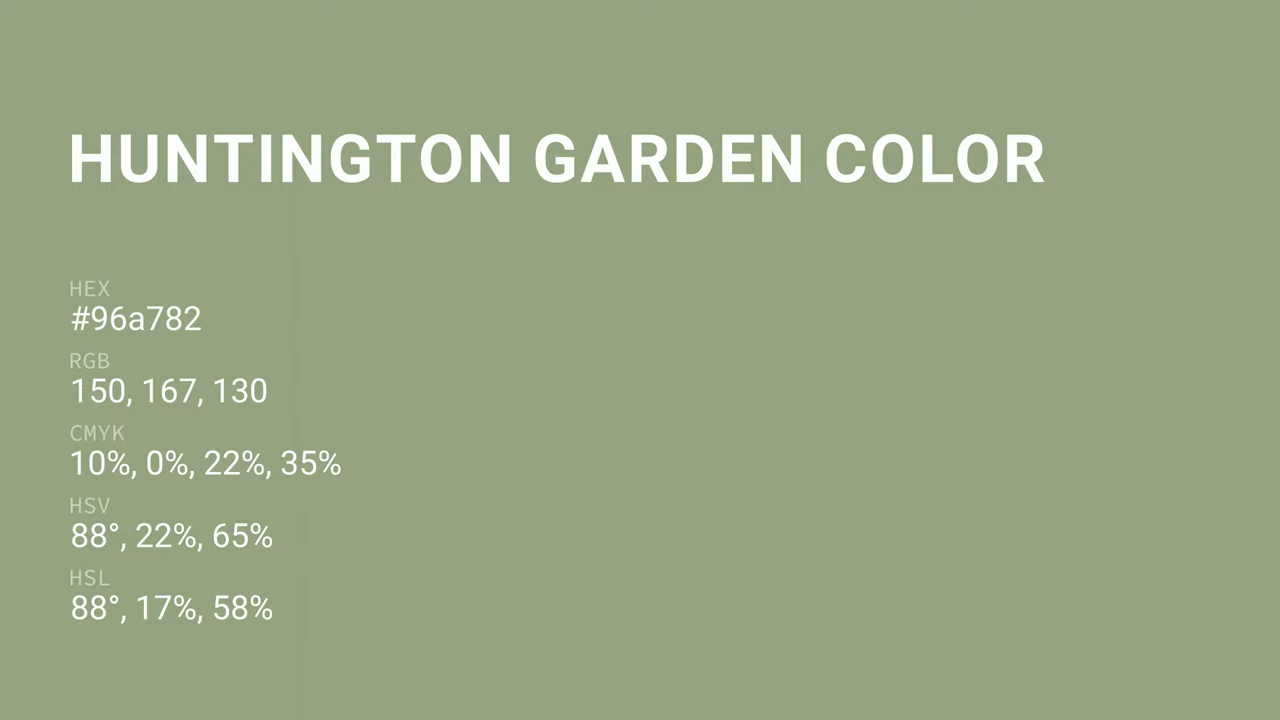 HUNTINGTON GARDEN COLOR
HEX
#96a782
RGB
150, 167, 130
CMYK
10%, 0%, 22%, 35%
HSV
88°, 22%, 65%
HSL
88°, 17%, 58%